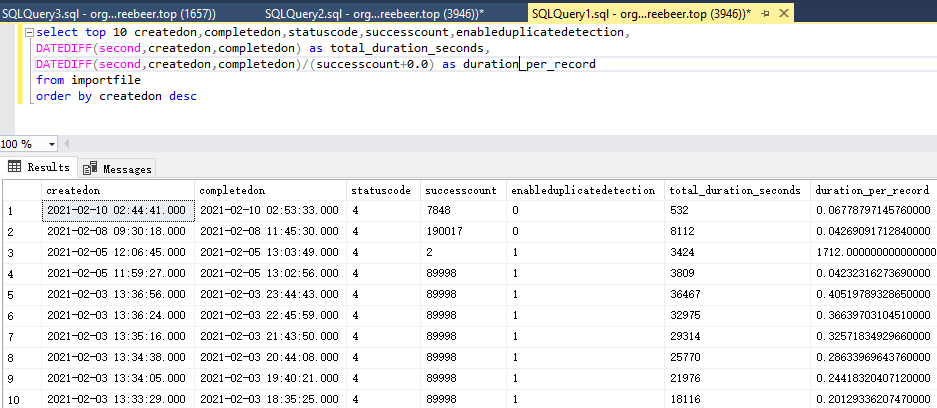 SQLQuery3.sql - org...reebeer.top (1657)) SQLQuery2.sql - org...reebeer.top (3946))* SQLQuery1.sql - org...reebeer.top (3946))*
select top 10 createdon,completedon,statuscode,successcount,enableduplicatedetection,
DATEDIFF(second,createdon,completedon) as total_duration_seconds,
DATEDIFF(second,createdon,completedon)/(successcount+0.0) as duration_per_record
from importfile
order by createdon desc
100 %
Results Messages
createdon completedon statuscode successcount enableduplicatedetection total_duration_seconds duration_per_record
1 2021-02-10 02:44:41.000 2021-02-10 02:53:33.000 4 7848 0 532 0.06778797145760000
2 2021-02-08 09:30:18.000 2021-02-08 11:45:30.000 4 190017 0 8112 0.04269091712840000
3 2021-02-05 12:06:45.000 2021-02-05 13:03:49.000 4 2 1 3424 1712.000000000000000
4 2021-02-05 11:59:27.000 2021-02-05 13:02:56.000 4 89998 1 3809 0.04232316273690000
5 2021-02-03 13:36:56.000 2021-02-03 23:44:43.000 4 89998 1 36467 0.40519789328650000
6 2021-02-03 13:36:24.000 2021-02-03 22:45:59.000 4 89998 1 32975 0.36639703104510000
7 2021-02-03 13:35:16.000 2021-02-03 21:43:50.000 4 89998 1 29314 0.32571834929660000
8 2021-02-03 13:34:38.000 2021-02-03 20:44:08.000 4 89998 1 25770 0.28633969643760000
9 2021-02-03 13:34:05.000 2021-02-03 19:40:21.000 4 89998 1 21976 0.24418320407120000
10 2021-02-03 13:33:29.000 2021-02-03 18:35:25.000 4 89998 1 18116 0.20129336207470000